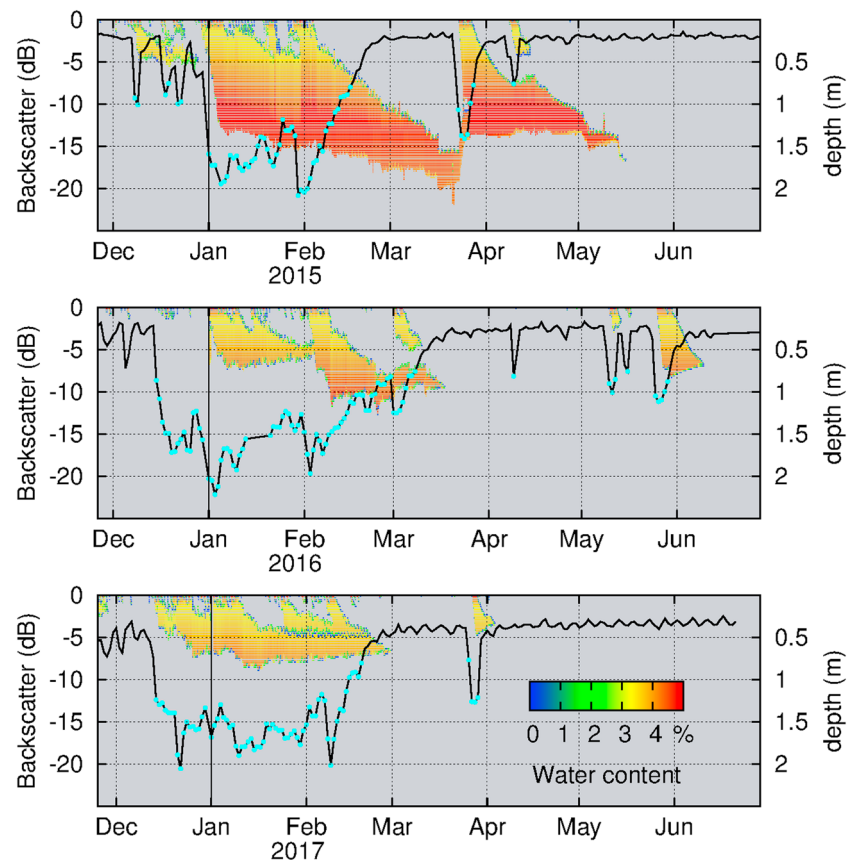 0
-5
-10
-15
-20
Backscatter (dB)
0.5
1
1.5
2
depth (m)
Dec Jan Feb Mar Apr May Jun
2015
0
-5
-10
-15
-20
Backscatter (dB)
0.5
1
1.5
2
depth (m)
Dec Jan Feb Mar Apr May Jun
2016
0
-5
-10
-15
-20
Backscatter (dB)
0.5
1
1.5
2
depth (m)
0 1 2 3 4 %
Water content
Dec Jan Feb Mar Apr May Jun
2017